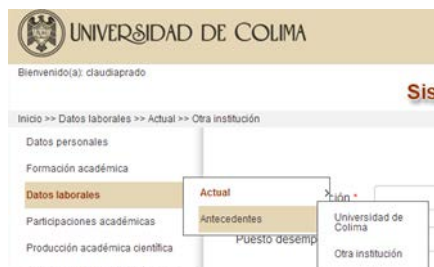 UNIVERSIDAD DE COLIMA
Bienvenido(a): claudiaprado
Sis
Inicio >> Datos laborales >> Actual >> Otra institución
Datos personales
Formación académica
Datos laborales
Actual
ción *
Participaciones académicas
Antecedentes
Universidad de
Colima
Puesto desemp
Producción académica científica
Otra institución